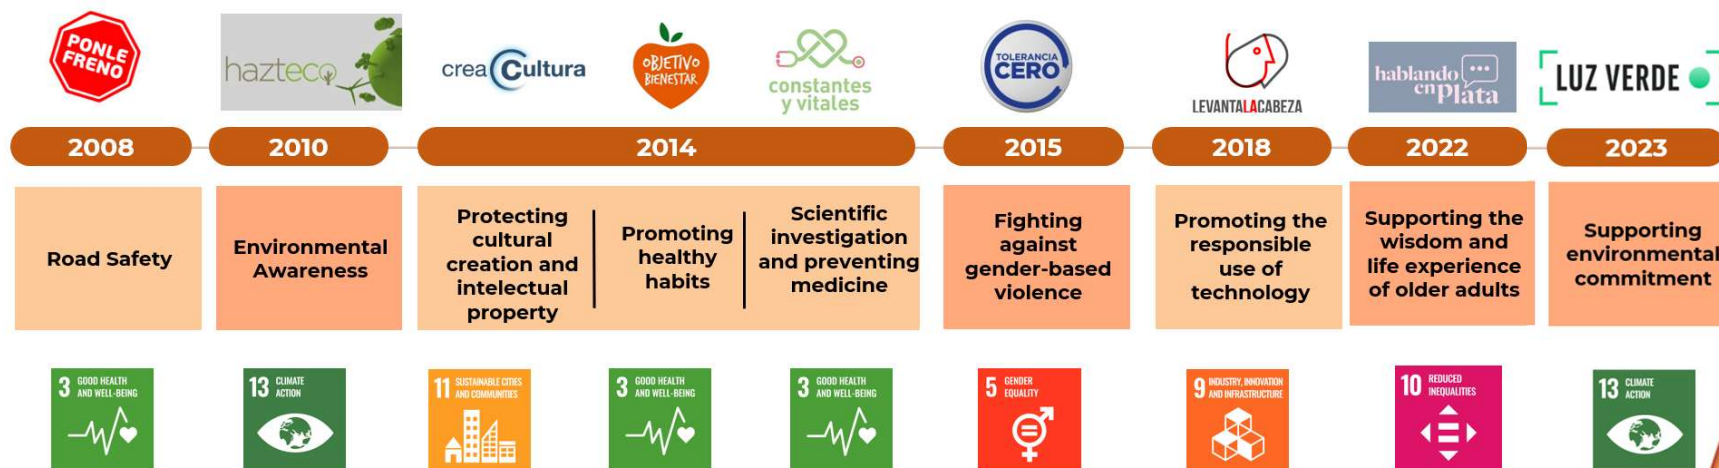 PONLE
FRENO
hazteco
crea Cultura
OBJETIVO
BIENESTAR
constantes
y vitales
TOLERANCIA
CERO
LEVANTALACABEZA
hablando
en plata
LUZ VERDE
2008
2010
2014
2015
2018
2022
2023
Road Safety
Environmental
Awareness
Protecting
cultural
creation and
intelectual
property
Promoting
healthy
habits
Scientific
investigation
and preventing
medicine
Fighting
against
gender-based
violence
Promoting the
responsible
use of
technology
Supporting the
wisdom and
life experience
of older adults
Supporting
environmental
commitment
3 GOOD HEALTH
AND WELL-BEING
13 CLIMATE
ACTION
11 SUSTAINABLE CITIES
AND COMMUNITIES
3 GOOD HEALTH
AND WELL-BEING
3 GOOD HEALTH
AND WELL-BEING
5 GENDER
EQUALITY
9 INDUSTRY, INNOVATION
AND INFRASTRUCTURE
10 REDUCED
INEQUALITIES
13 CLIMATE
ACTION